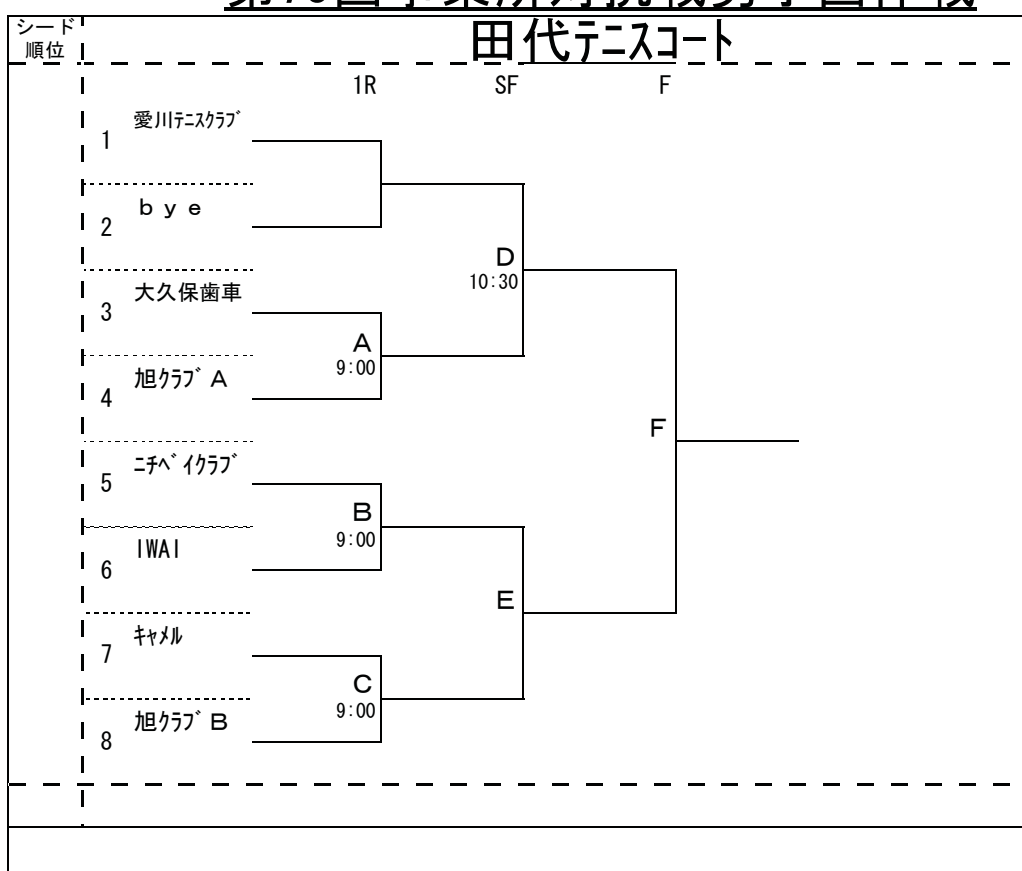 シード
順位
田代ﾃﾆｽｺｰﾄ
1R SF F
1 愛川ﾃﾆｽｸﾗﾌﾞ
2 ｂｙｅ
D
10:30
3 大久保歯車
A
9:00
4 旭ｸﾗﾌﾞＡ
F
5 ﾆﾁﾍﾞｲｸﾗﾌﾞ
B
9:00
6 IWAI
E
7 ｷｬﾒﾙ
C
9:00
8 旭ｸﾗﾌﾞＢ